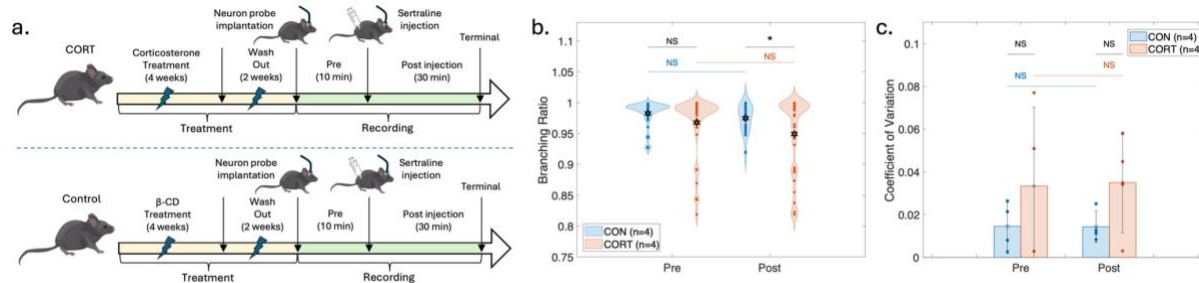 a.
CORT
Corticosterone
Treatment
(4 weeks)
Neuron probe
implantation
Wash
Out
(2 weeks)
Pre
(10 min)
Sertraline
injection
Post injection
(30 min)
Terminal
Treatment
Recording
Control
β-CD
Treatment
(4 weeks)
Neuron probe
implantation
Wash
Out
(2 weeks)
Pre
(10 min)
Sertraline
injection
Post injection
(30 min)
Terminal
Treatment
Recording
b.
Branching Ratio
1.1
1.05
1
0.95
0.9
0.85
0.8
0.75
NS
*
NS
NS
CON (n=4)
CORT (n=4)
Pre
Post
c.
Coefficient of Variation
0.1
0.08
0.06
0.04
0.02
0
NS
NS
NS
NS
CON (n=4)
CORT (n=4)
Pre
Post